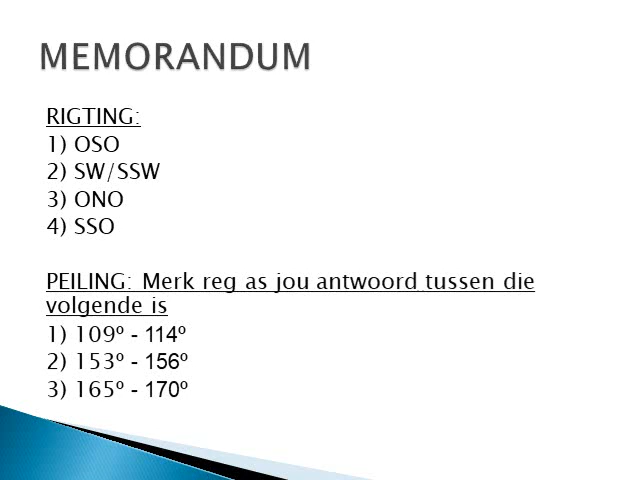 MEMORANDUM
RIGTING:
1) OSO
2) SW/SSW
3) ONO
4) SSO
PEILING: Merk reg as jou antwoord tussen die
volgende is
1) 109º - 114º
2) 153º - 156º
3) 165º - 170º